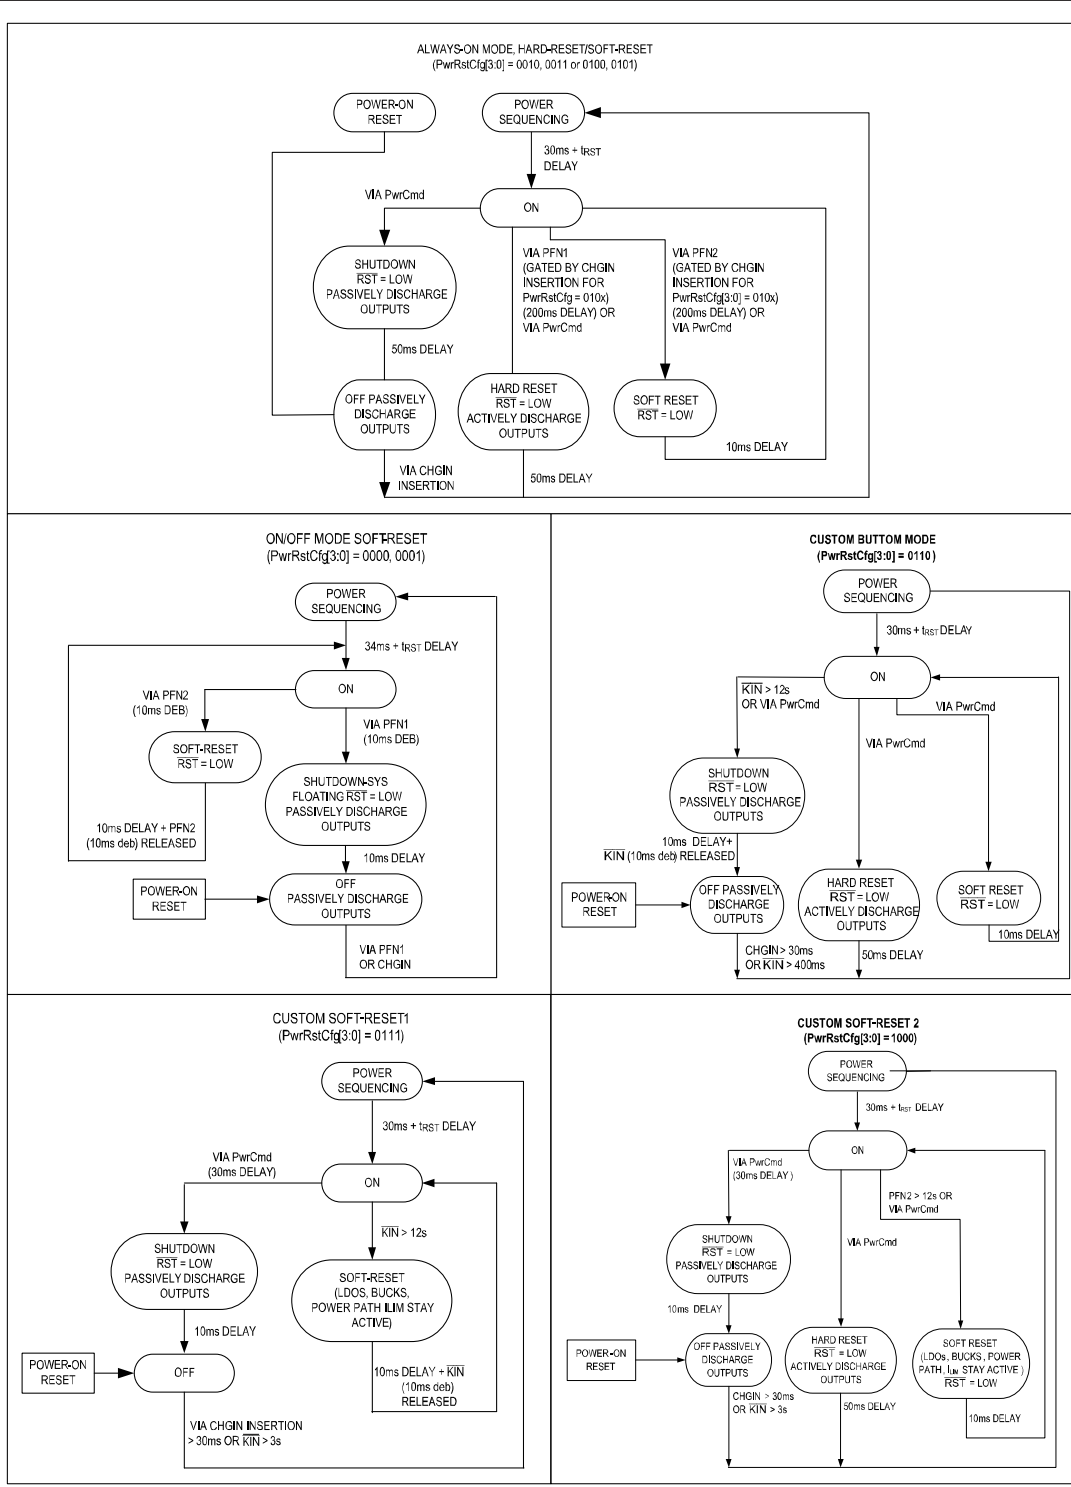 ALWAYS-ON MODE, HARD-RESET/SOFT-RESET
(PwrRstCfg[3:0] = 0010, 0011 or 0100, 0101)
POWER-ON
RESET
POWER
SEQUENCING
30ms + tRST
DELAY
VIA PwrCmd
ON
SHUTDOWN
RST = LOW
PASSIVELY DISCHARGE
OUTPUTS
VIA PFN1
(GATED BY CHGIN
INSERTION FOR
PwrRstCfg = 010x)
(200ms DELAY) OR
VIA PwrCmd
VIA PFN2
(GATED BY CHGIN
INSERTION FOR
PwrRstCfg[3:0] = 010x)
(200ms DELAY) OR
VIA PwrCmd
50ms DELAY
OFF PASSIVELY
DISCHARGE
OUTPUTS
HARD RESET
RST = LOW
ACTIVELY DISCHARGE
OUTPUTS
SOFT RESET
RST = LOW
10ms DELAY
VIA CHGIN
INSERTION
50ms DELAY
ON/OFF MODE SOFT-RESET
(PwrRstCfg[3:0] = 0000, 0001)
POWER
SEQUENCING
34ms + tRST DELAY
ON
VIA PFN2
(10ms DEB)
VIA PFN1
(10ms DEB)
SOFT-RESET
RST = LOW
SHUTDOWN-SYS
FLOATING RST = LOW
PASSIVELY DISCHARGE
OUTPUTS
10ms DELAY + PFN2
(10ms deb) RELEASED
10ms DELAY
POWER-ON
RESET
OFF
PASSIVELY DISCHARGE
OUTPUTS
VIA PFN1
OR CHGIN
CUSTOM BUTTOM MODE
(PwrRstCfg[3:0] = 0110)
POWER
SEQUENCING
30ms + tRST DELAY
ON
KIN > 12s
OR VIA PwrCmd
VIA PwrCmd
VIA PwrCmd
SHUTDOWN
RST = LOW
PASSIVELY DISCHARGE
OUTPUTS
10ms DELAY+
KIN (10ms deb) RELEASED
POWER-ON
RESET
OFF PASSIVELY
DISCHARGE
OUTPUTS
HARD RESET
RST = LOW
ACTIVELY DISCHARGE
OUTPUTS
SOFT RESET
RST = LOW
10ms DELAY
CHGIN > 30ms
OR KIN > 400ms
50ms DELAY
CUSTOM SOFT-RESET1
(PwrRstCfg[3:0] = 0111)
POWER
SEQUENCING
30ms + tRST DELAY
VIA PwrCmd
(30ms DELAY)
ON
KIN > 12s
SHUTDOWN
RST = LOW
PASSIVELY DISCHARGE
OUTPUTS
SOFT-RESET
(LDOS, BUCKS,
POWER PATH ILIM STAY
ACTIVE)
10ms DELAY
POWER-ON
RESET
OFF
10ms DELAY + KIN
(10ms deb)
RELEASED
VIA CHGIN INSERTION
> 30ms OR KIN > 3s
CUSTOM SOFT-RESET 2
(PwrRstCfg[3:0] = 1000)
POWER
SEQUENCING
30ms + tRST DELAY
ON
VIA PwrCmd
(30ms DELAY )
PFN2 > 12s OR
VIA PwrCmd
VIA PwrCmd
SHUTDOWN
RST = LOW
PASSIVELY DISCHARGE
OUTPUTS
10ms DELAY
POWER-ON
RESET
OFF PASSIVELY
DISCHARGE
OUTPUTS
HARD RESET
RST = LOW
ACTIVELY DISCHARGE
OUTPUTS
SOFT RESET
(LDOs, BUCKS, POWER
PATH, ILIM STAY ACTIVE )
RST = LOW
CHGIN > 30ms
OR KIN > 3s
50ms DELAY
10ms DELAY